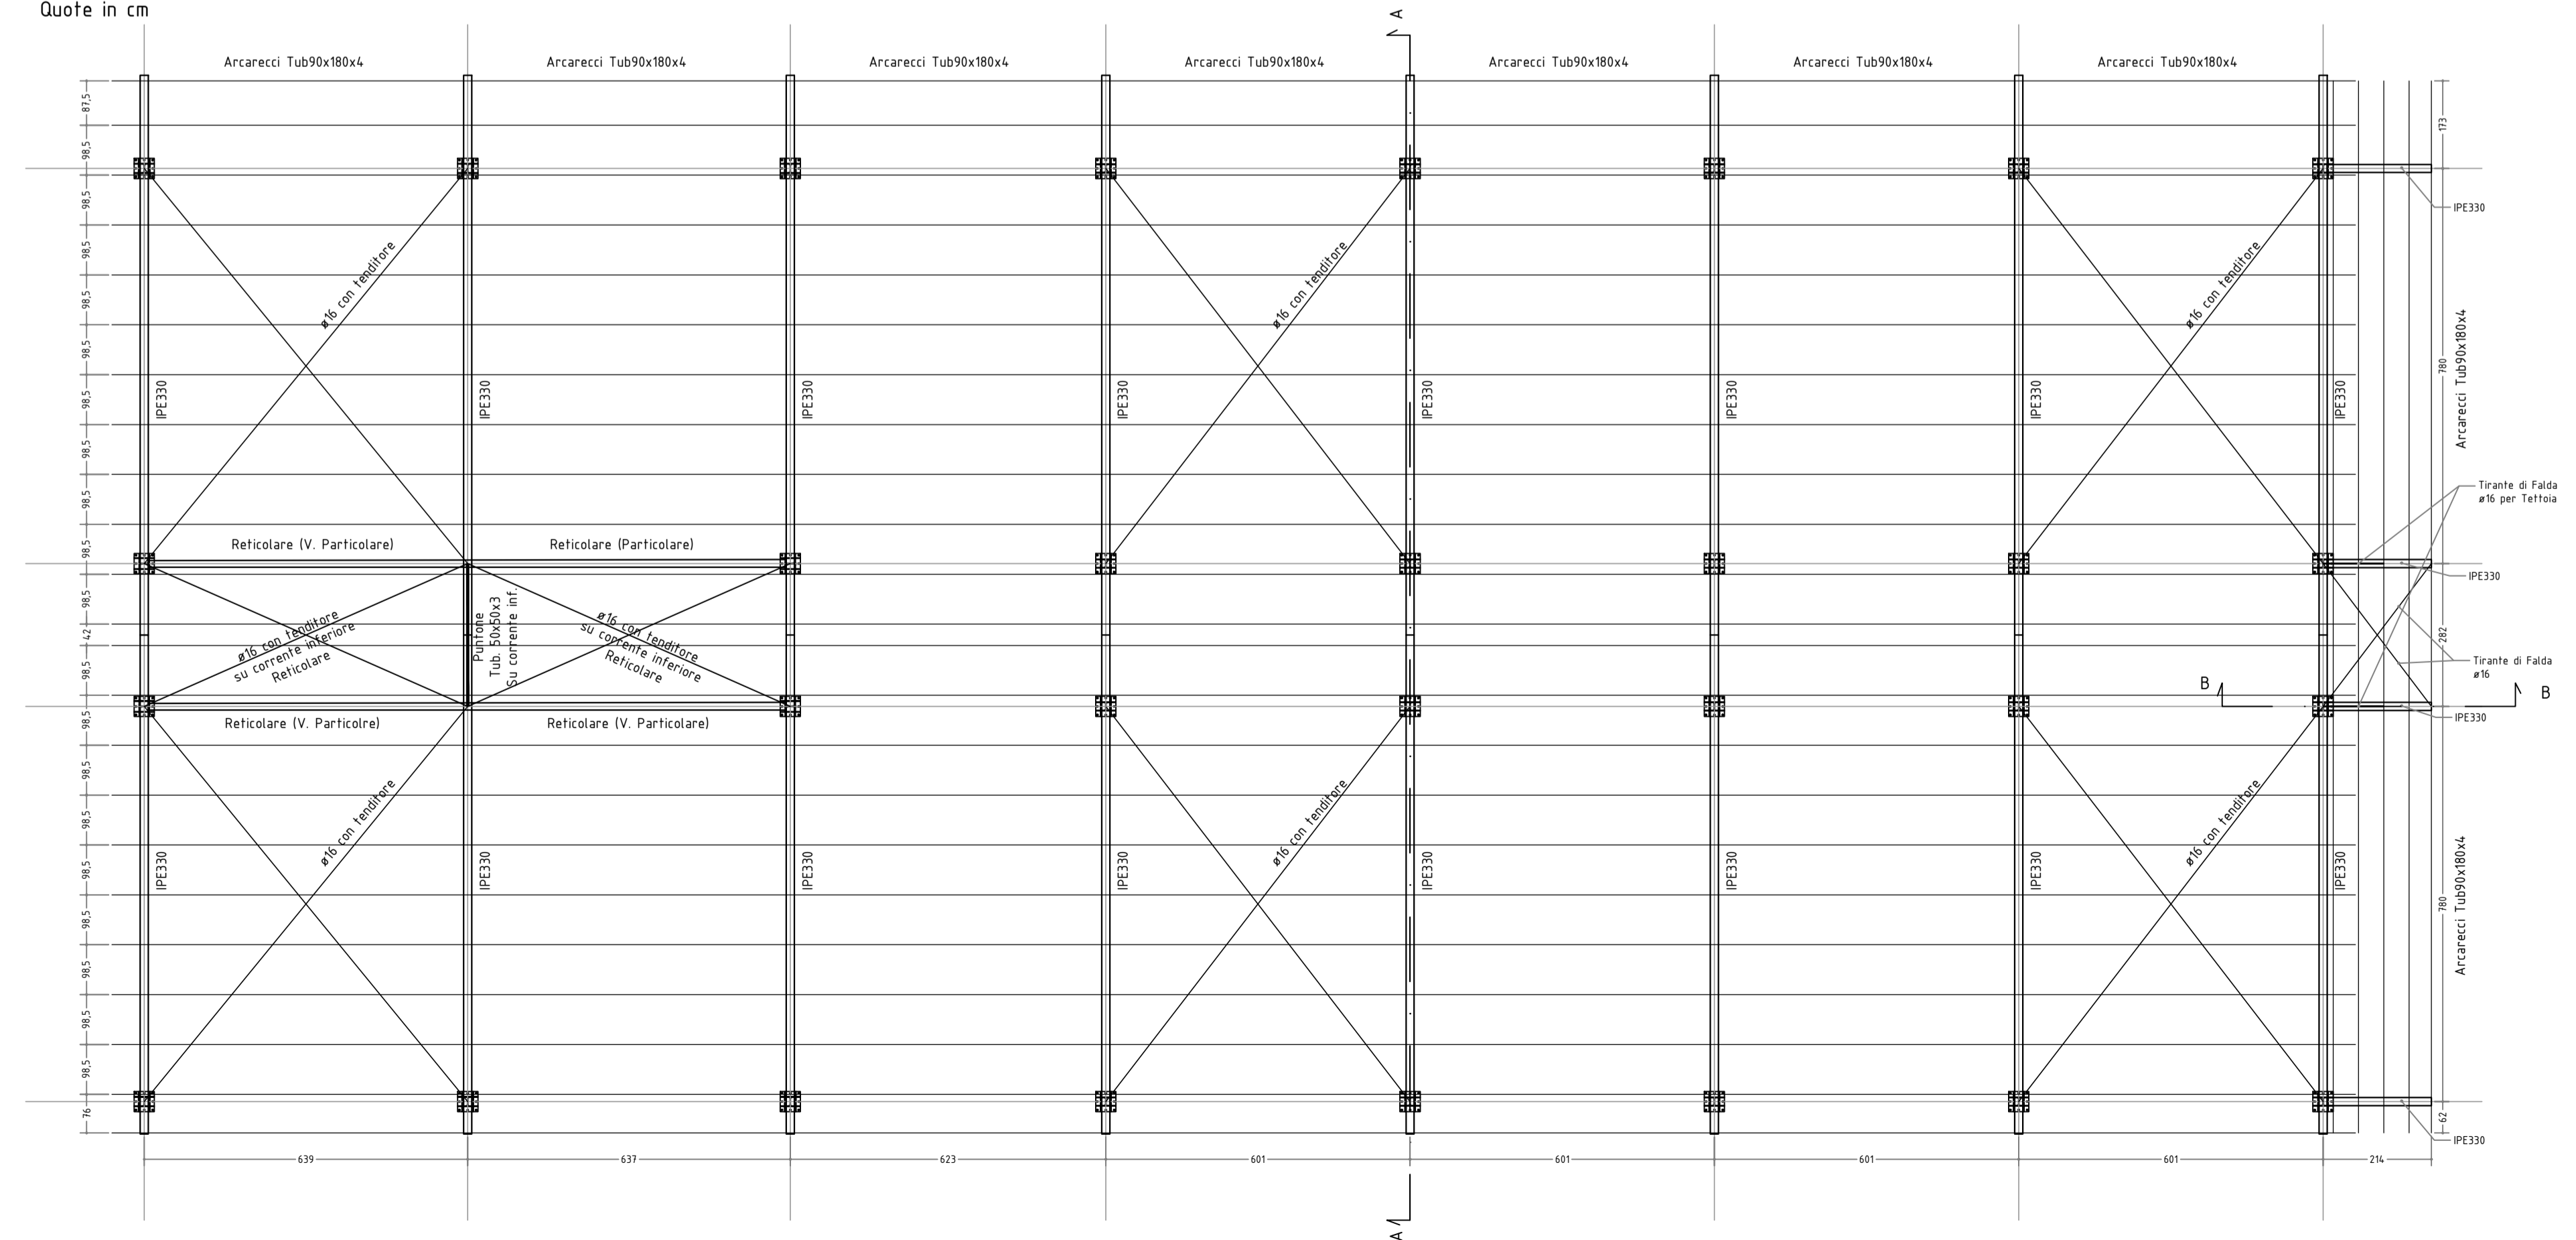 Quote in cm
A
Arcarecci Tub90x180x4
Arcarecci Tub90x180x4
Arcarecci Tub90x180x4
Arcarecci Tub90x180x4
Arcarecci Tub90x180x4
Arcarecci Tub90x180x4
Arcarecci Tub90x180x4
87,5
98,5
98,5
98,5
98,5
98,5
98,5
98,5
98,5
98,5
98,5
42
98,5
98,5
98,5
98,5
98,5
98,5
98,5
98,5
98,5
76
173
780
282
780
62
IPE330
Arcarecci Tub90x180x4
ø16 con tenditore
ø16 con tenditore
ø16 con tenditore
IPE330
IPE330
IPE330
IPE330
IPE330
IPE330
IPE330
IPE330
Tirante di Falda
ø16 per Tettoia
Reticolare (V. Particolare)
Reticolare (Particolare)
IPE330
ø16 con tenditore
su corrente inferiore
Reticolare
Puntone
Tub. 50x50x3
Su corrente inf.
ø16 con tenditore
su corrente inferiore
Reticolare
Tirante di Falda
ø16
B
B
IPE330
Reticolare (V. Particolre)
Reticolare (V. Particolare)
ø16 con tenditore
ø16 con tenditore
ø16 con tenditore
IPE330
IPE330
IPE330
IPE330
IPE330
IPE330
IPE330
IPE330
Arcarecci Tub90x180x4
IPE330
639
637
623
601
601
601
601
214
A